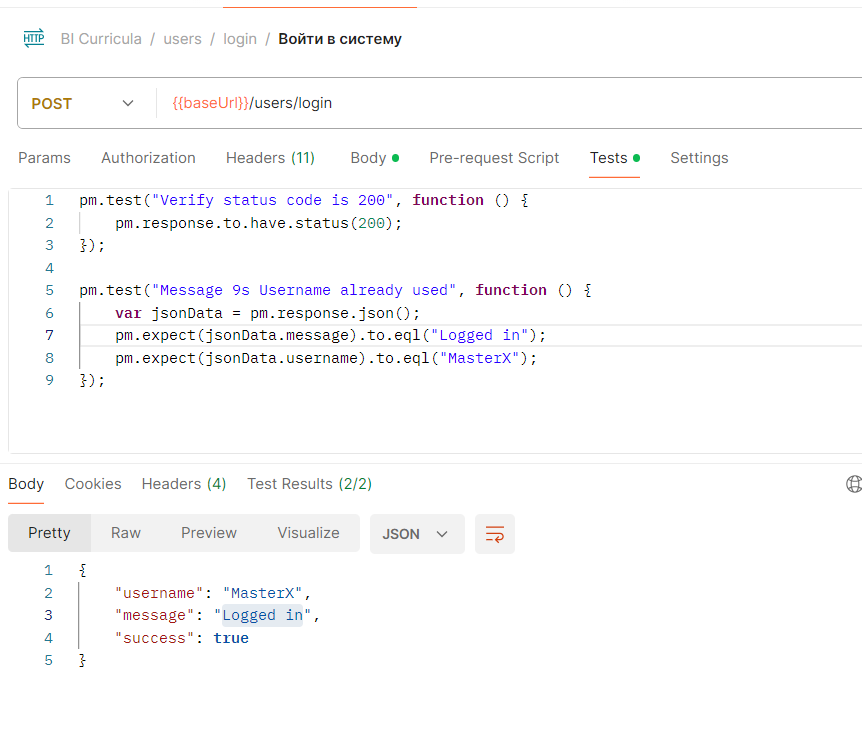 HTTP BI Curricula / users / login / Войти в систему
POST {{baseUrl}}/users/login
Params Authorization Headers (11) Body Pre-request Script Tests Settings
1 pm.test("Verify status code is 200", function () {
2 pm.response.to.have.status(200);
3 });
4
5 pm.test("Message 9s Username already used", function () {
6 var jsonData = pm.response.json();
7 pm.expect(jsonData.message).to.eql("Logged in");
8 pm.expect(jsonData.username).to.eql("MasterX");
9 });
Body Cookies Headers (4) Test Results (2/2)
Pretty Raw Preview Visualize JSON
1 {
2 "username": "MasterX",
3 "message": "Logged in",
4 "success": true
5 }